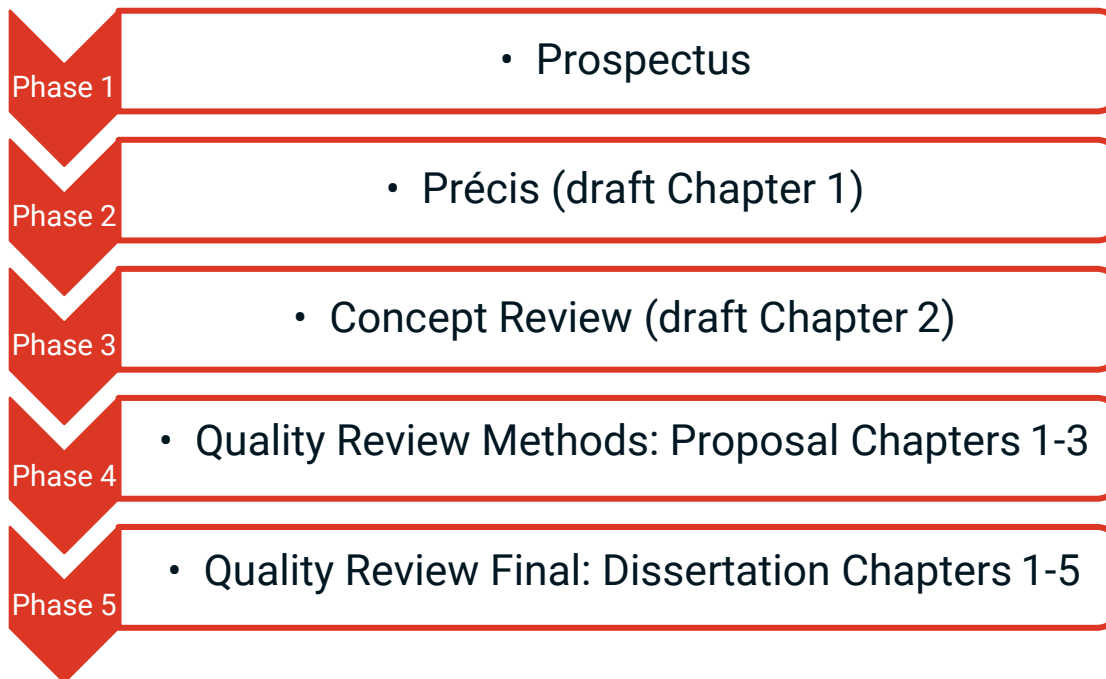 Phase 1
• Prospectus
Phase 2
• Précis (draft Chapter 1)
Phase 3
• Concept Review (draft Chapter 2)
Phase 4
• Quality Review Methods: Proposal Chapters 1-3
Phase 5
• Quality Review Final: Dissertation Chapters 1-5